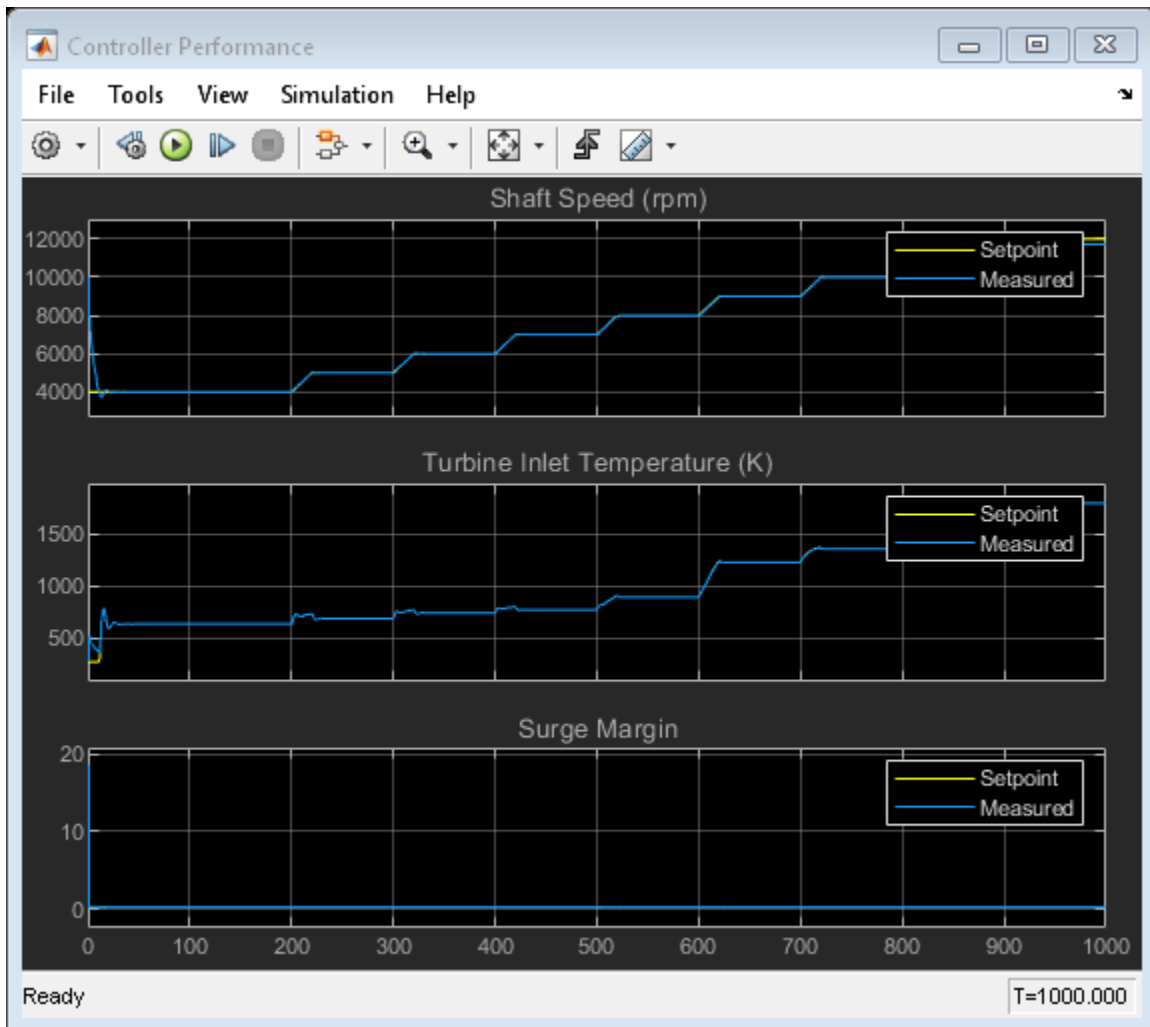 Controller Performance
File Tools View Simulation Help
Shaft Speed (rpm)
12000
10000
8000
6000
4000
Setpoint
Measured
Turbine Inlet Temperature (K)
1500
1000
500
Setpoint
Measured
Surge Margin
20
10
0
Setpoint
Measured
0 100 200 300 400 500 600 700 800 900 1000
Ready T=1000.000